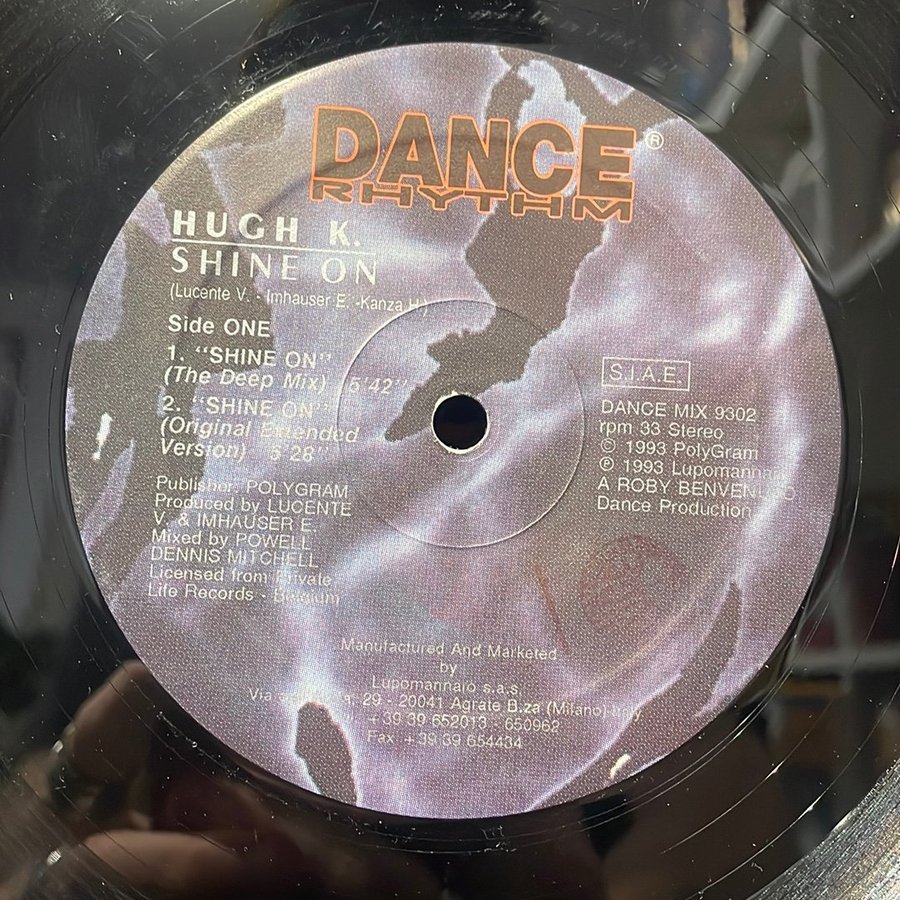 DANCE ®
RHYTHM
HUGH K.
SHINE ON
(Lucente V. - Imhauser E. -Kanza H.)
Side ONE
1. "SHINE ON"
(The Deep Mix) 5'42"
2. "SHINE ON"
(Original Extended
Version) 5'28"
Publisher: POLYGRAM
Produced by LUCENTE
V. & IMHAUSER E.
Mixed by POWELL
DENNIS MITCHELL
Licensed from Private
Life Records - Belgium
S.I.A.E.
DANCE MIX 9302
rpm 33 Stereo
© 1993 PolyGram
℗ 1993 Lupomannaro
A ROBY BENVENUTO
Dance Production
Manufactured And Marketed
by
Lupomannaro s.a.s.
Via 29 - 20041 Agrate B.za (Milano)-Italy
+39 39 652013 - 650962
Fax +39 39 654434